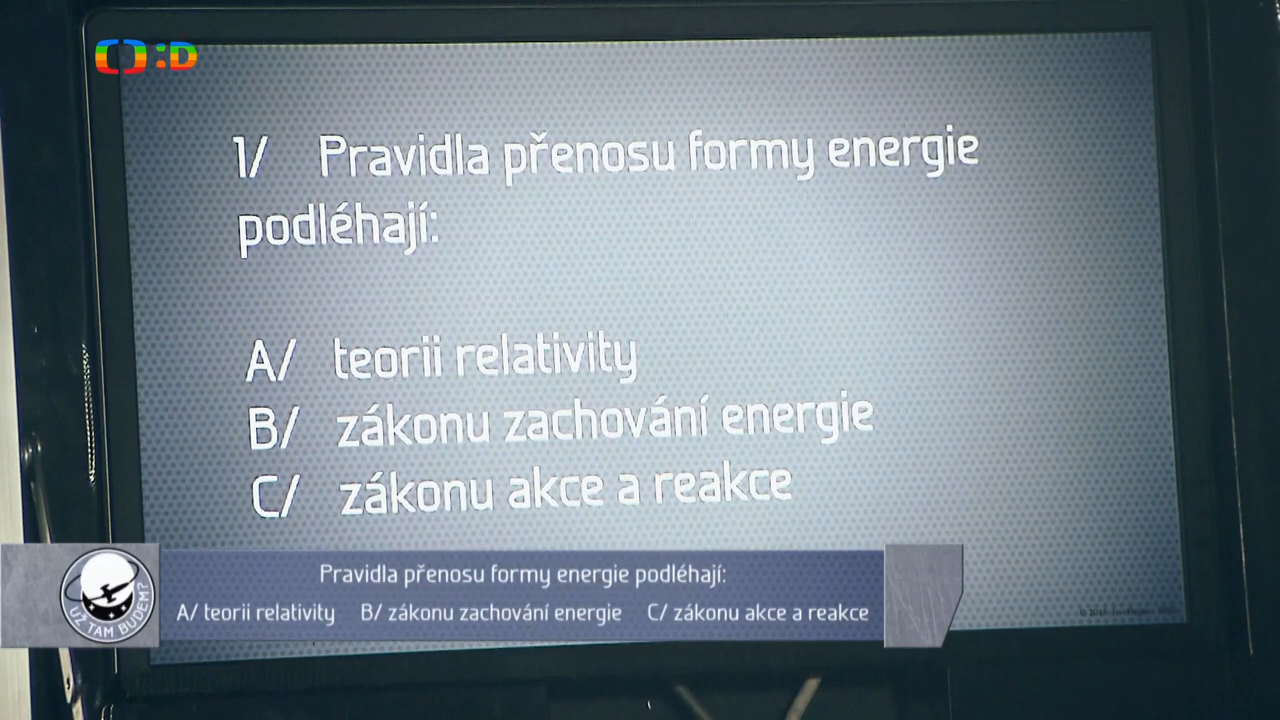 :D
1/ Pravidla přenosu formy energie
podléhají:
A/ teorii relativity
B/ zákonu zachování energie
C/ zákonu akce a reakce
Pravidla přenosu formy energie podléhají:
A/ teorii relativity B/ zákonu zachování energie C/ zákonu akce a reakce
UŽ TAM BUDEM?